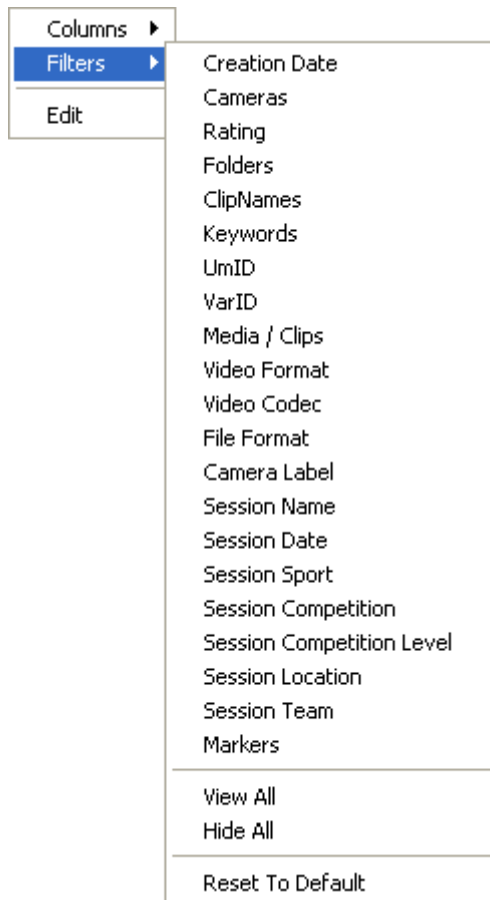 Columns
Filters
Edit
Creation Date
Cameras
Rating
Folders
ClipNames
Keywords
UmID
VarID
Media / Clips
Video Format
Video Codec
File Format
Camera Label
Session Name
Session Date
Session Sport
Session Competition
Session Competition Level
Session Location
Session Team
Markers
View All
Hide All
Reset To Default